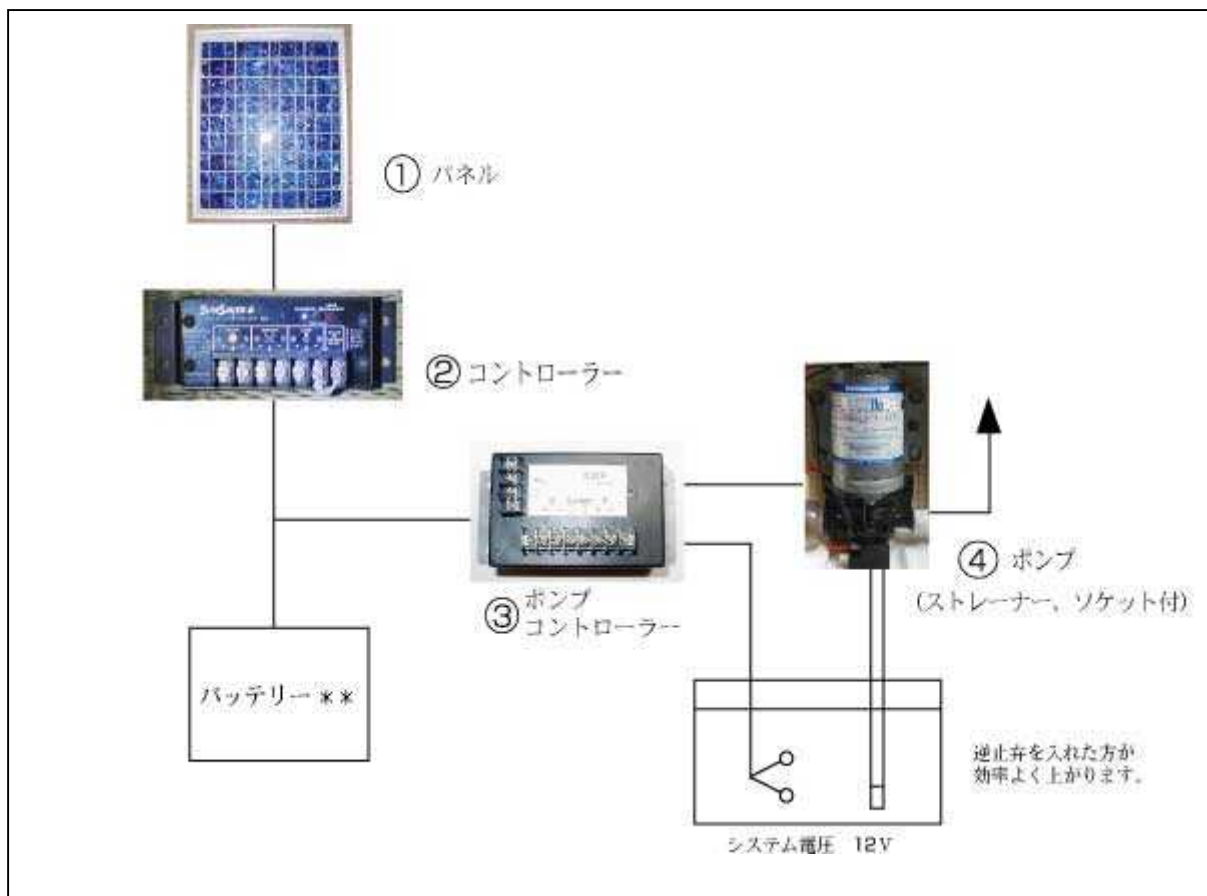 ① パネル
SunSaver
② コントローラー
③ ポンプ
コントローラー
④ ポンプ
(ストレーナー、ソケット付)
バッテリー**
逆止弁を入れた方が
効率よく上がります。
システム電圧 12V